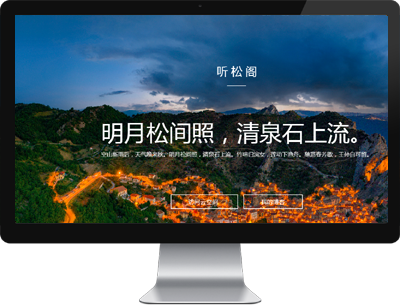 听松阁
明月松间照，清泉石上流。
空山新雨后，天气晚来秋。明月松间照，清泉石上流。竹喧归浣女，莲动下渔舟。随意春芳歇，王孙自可留。